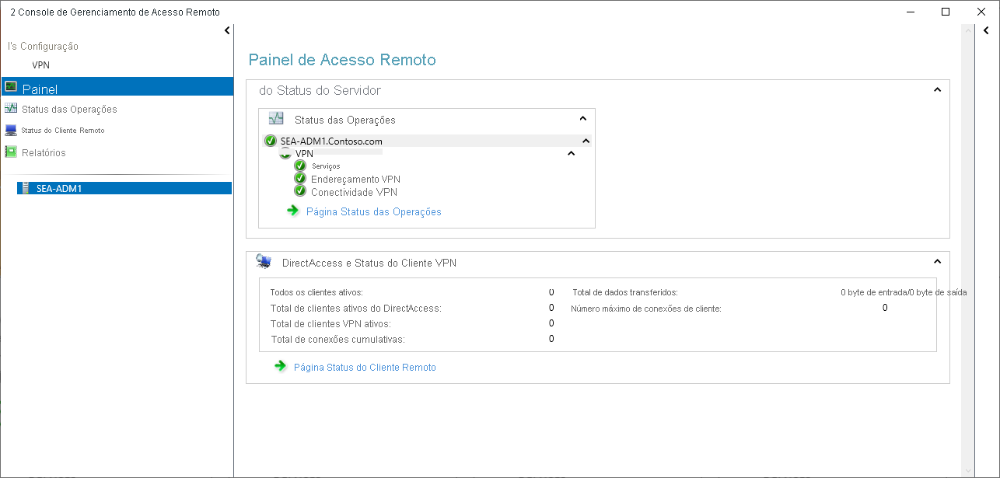 2 Console de Gerenciamento de Acesso Remoto
I's Configuração
VPN
Painel
Status das Operações
Status do Cliente Remoto
Relatórios
SEA-ADM1
Painel de Acesso Remoto
do Status do Servidor
Status das Operações
SEA-ADM1.Contoso.com
VPN
Serviços
Endereçamento VPN
Conectividade VPN
Página Status das Operações
DirectAccess e Status do Cliente VPN
Todos os clientes ativos: 0 Total de dados transferidos: 0 byte de entrada/0 byte de saída
Total de clientes ativos do DirectAccess: 0 Número máximo de conexões de cliente: 0
Total de clientes VPN ativos: 0
Total de conexões cumulativas: 0
Página Status do Cliente Remoto